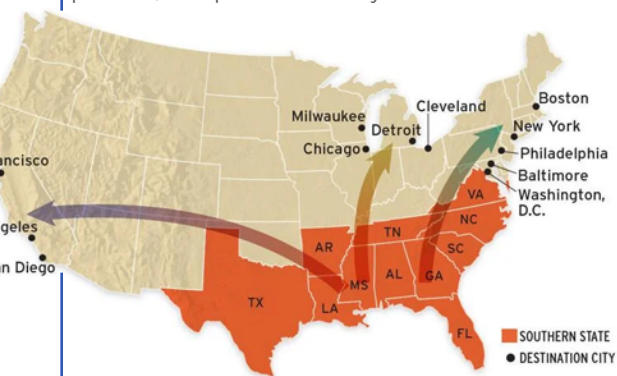 Milwaukee
Cleveland
Boston
Detroit
New York
Chicago
Philadelphia
ancisco
Baltimore
VA
Washington,
D.C.
NC
geles
TN
AR
SC
n Diego
MS
AL
GA
TX
LA
FL
SOUTHERN STATE
DESTINATION CITY